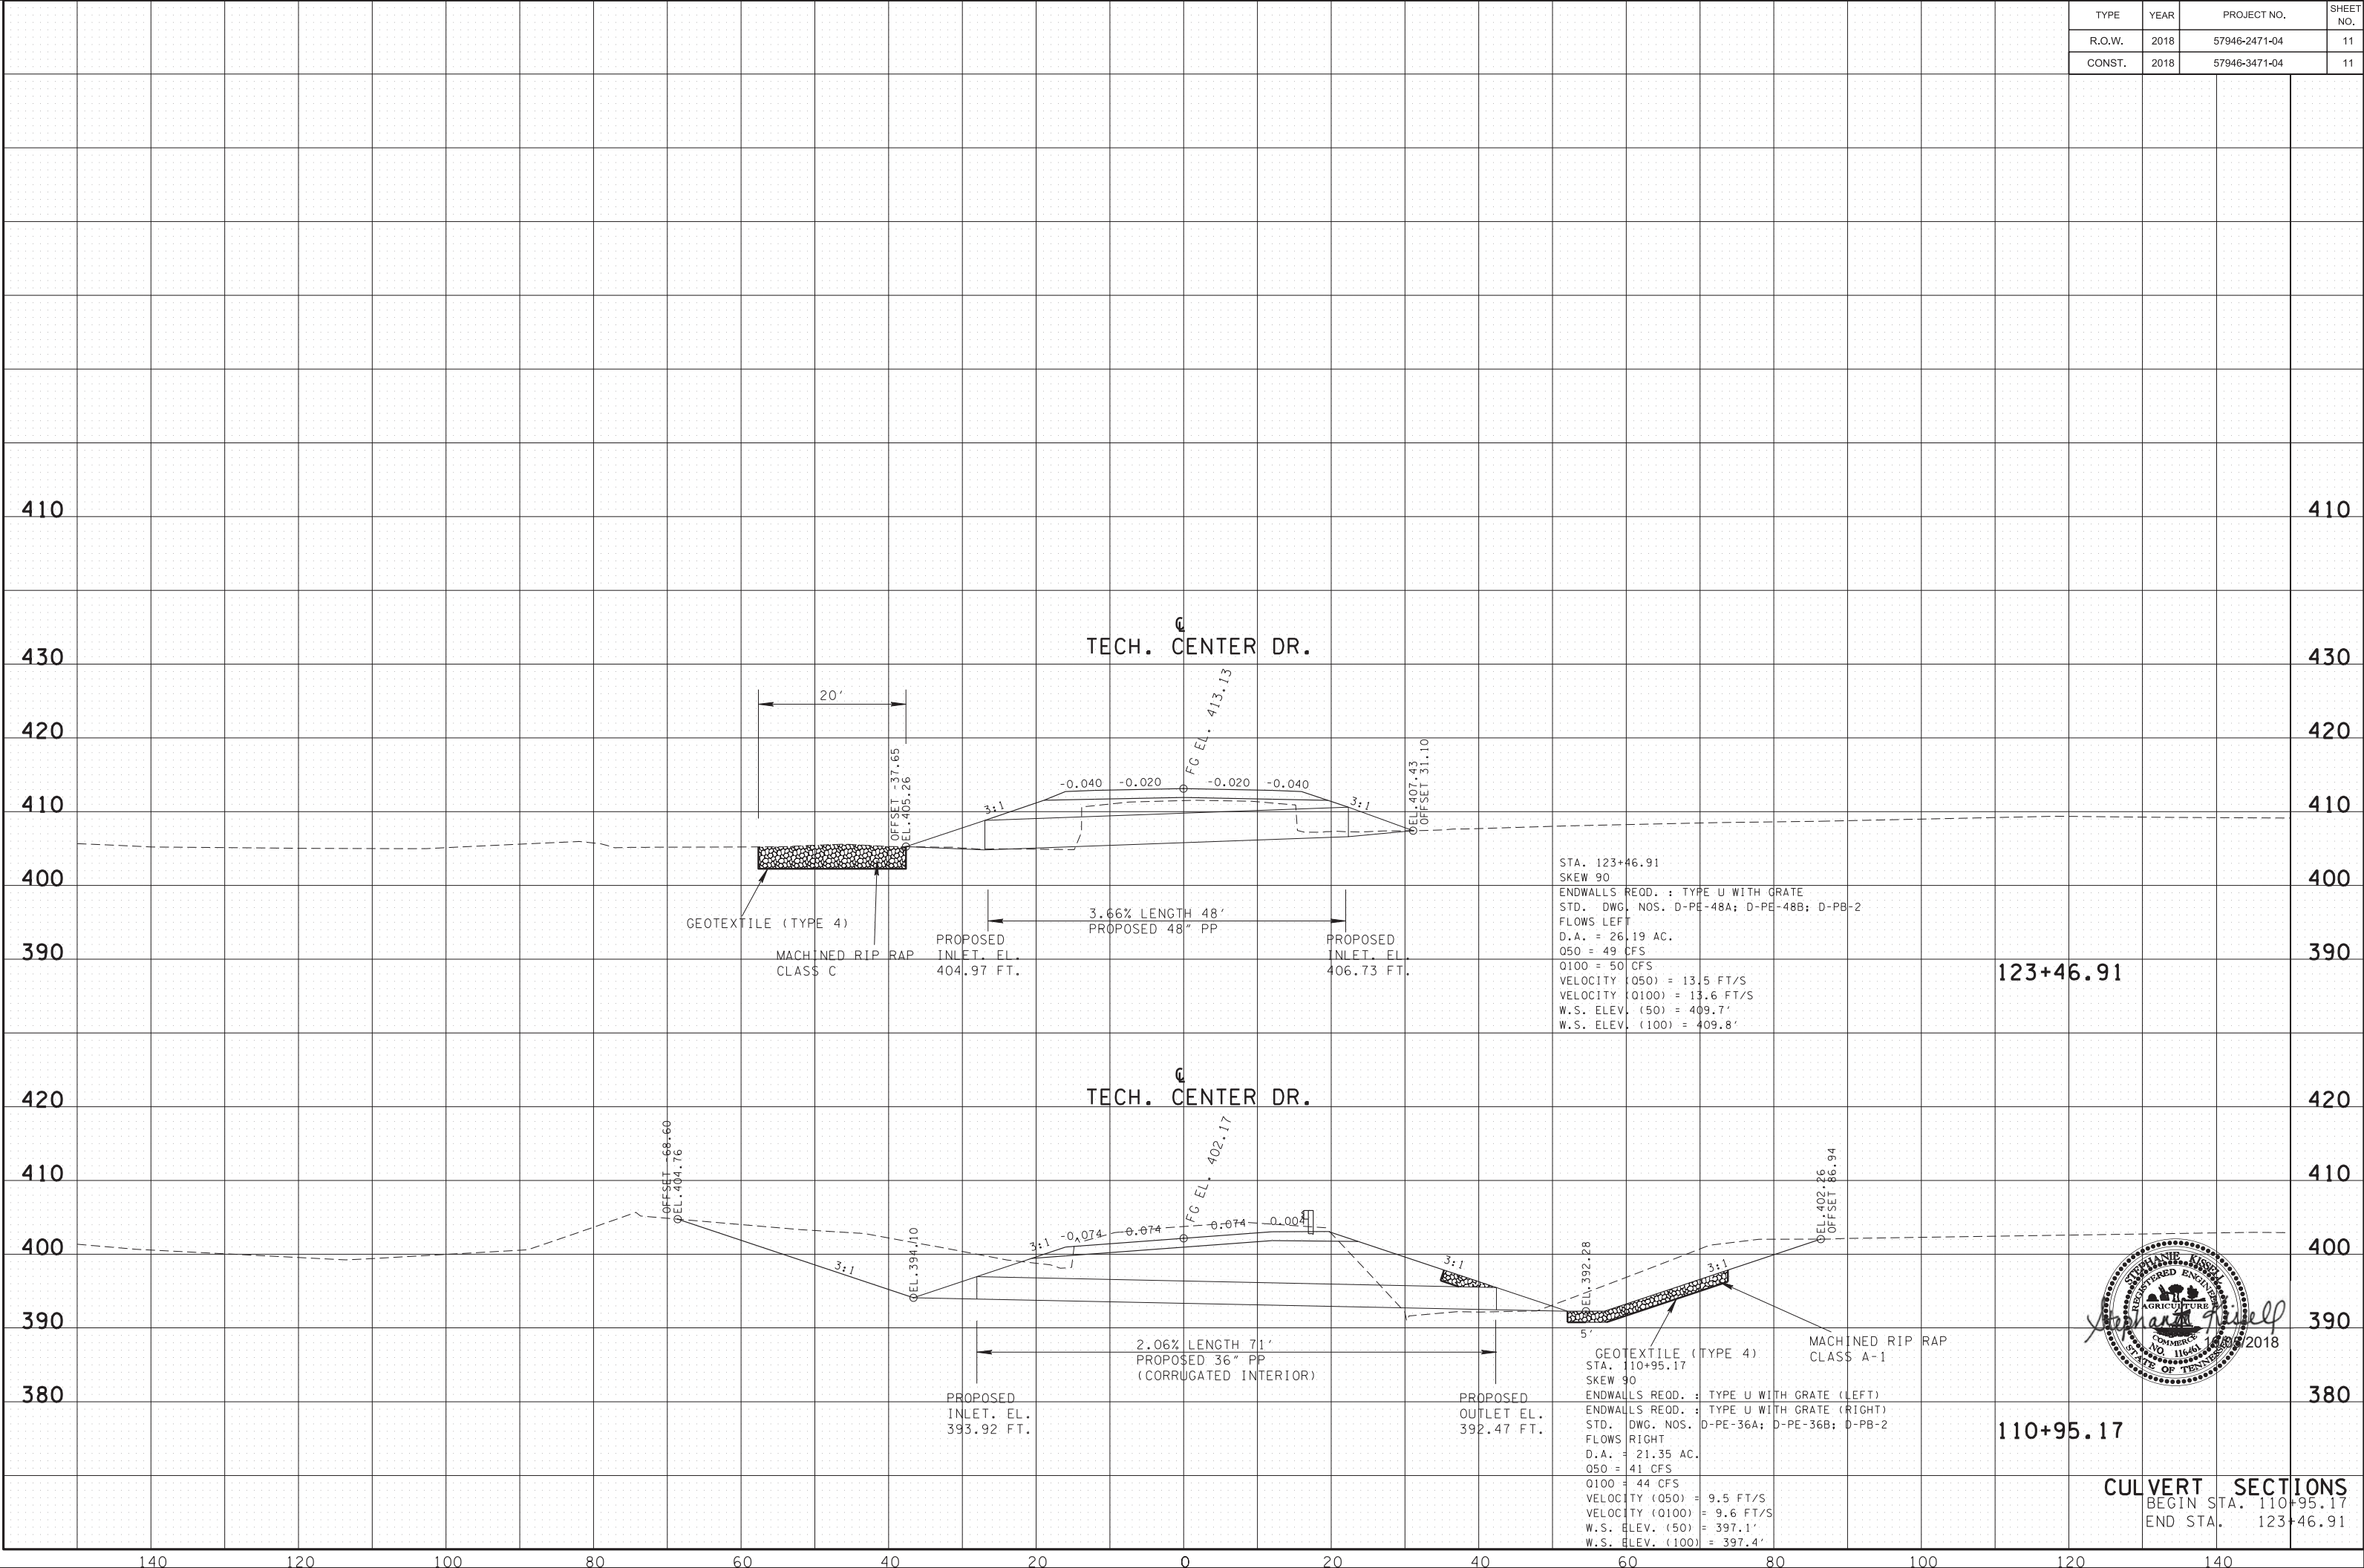 TYPE YEAR PROJECT NO. SHEET NO.
R.O.W. 2018 57946-2471-04 11
CONST. 2018 57946-3471-04 11
410 410
℄
TECH. CENTER DR.
430 430
20'
FG EL. 413.13
420 420
OFFSET -37.65
EL.405.26
-0.040 -0.020 -0.020 -0.040
EL.407.43
OFFSET 31.10
410 3:1 3:1 410
400 400
STA. 123+46.91
SKEW 90
ENDWALLS REQD. : TYPE U WITH GRATE
STD. DWG. NOS. D-PE-48A; D-PE-48B; D-PB-2
FLOWS LEFT
D.A. = 26.19 AC.
Q50 = 49 CFS
Q100 = 50 CFS
VELOCITY (Q50) = 13.5 FT/S
VELOCITY (Q100) = 13.6 FT/S
W.S. ELEV. (50) = 409.7'
W.S. ELEV. (100) = 409.8'
GEOTEXTILE (TYPE 4)
3.66% LENGTH 48'
PROPOSED 48" PP
MACHINED RIP RAP
CLASS C
PROPOSED
INLET. EL.
404.97 FT.
PROPOSED
INLET. EL.
406.73 FT.
390 390
123+46.91
℄
TECH. CENTER DR.
420 420
OFFSET -68.60
EL.404.76
FG EL. 402.17
410 410
EL.402.26
OFFSET 86.94
3:1 -0.074 0.074 0.074 0.004
400 400
3:1
EL.394.10
3:1
EL.392.28
3:1
390 390
5'
2.06% LENGTH 71'
PROPOSED 36" PP
(CORRUGATED INTERIOR)
GEOTEXTILE (TYPE 4)
MACHINED RIP RAP
CLASS A-1
STEPHANIE KISSELL
REGISTERED ENGINEER
AGRICULTURE
COMMERCE
NO. 116461
STATE OF TENNESSEE
Stephanie Kissell
2018
380 380
PROPOSED
INLET. EL.
393.92 FT.
PROPOSED
OUTLET EL.
392.47 FT.
STA. 110+95.17
SKEW 90
ENDWALLS REQD. : TYPE U WITH GRATE (LEFT)
ENDWALLS REQD. : TYPE U WITH GRATE (RIGHT)
STD. DWG. NOS. D-PE-36A; D-PE-36B; D-PB-2
FLOWS RIGHT
D.A. = 21.35 AC.
Q50 = 41 CFS
Q100 = 44 CFS
VELOCITY (Q50) = 9.5 FT/S
VELOCITY (Q100) = 9.6 FT/S
W.S. ELEV. (50) = 397.1'
W.S. ELEV. (100) = 397.4'
110+95.17
CULVERT SECTIONS
BEGIN STA. 110+95.17
END STA. 123+46.91
140 120 100 80 60 40 20 0 20 40 60 80 100 120 140